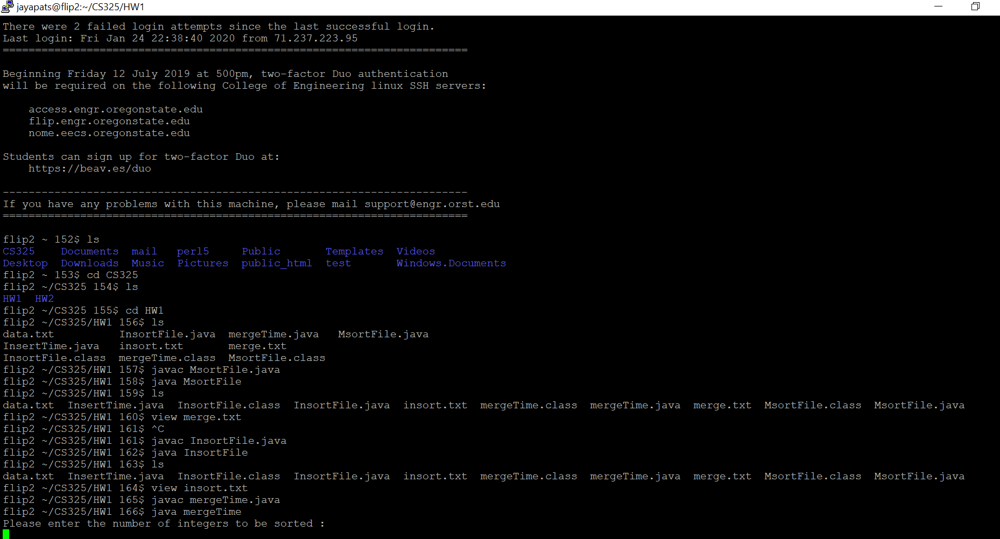 jayapats@flip2:~/CS325/HW1
There were 2 failed login attempts since the last successful login.
Last login: Fri Jan 24 22:38:40 2020 from 71.237.223.95
========================================================================
Beginning Friday 12 July 2019 at 500pm, two-factor Duo authentication
will be required on the following College of Engineering linux SSH servers:
    access.engr.oregonstate.edu
    flip.engr.oregonstate.edu
    nome.eecs.oregonstate.edu
Students can sign up for two-factor Duo at:
    https://beav.es/duo
------------------------------------------------------------------------
If you have any problems with this machine, please mail support@engr.orst.edu
========================================================================
flip2 ~ 152$ ls
CS325    Documents  mail   perl5     Public       Templates  Videos
Desktop  Downloads  Music  Pictures  public_html  test       Windows.Documents
flip2 ~ 153$ cd CS325
flip2 ~/CS325 154$ ls
HW1  HW2
flip2 ~/CS325 155$ cd HW1
flip2 ~/CS325/HW1 156$ ls
data.txt          InsortFile.java  mergeTime.java   MsortFile.java
InsertTime.java   insort.txt       merge.txt
InsortFile.class  mergeTime.class  MsortFile.class
flip2 ~/CS325/HW1 157$ javac MsortFile.java
flip2 ~/CS325/HW1 158$ java MsortFile
flip2 ~/CS325/HW1 159$ ls
data.txt  InsertTime.java  InsortFile.class  InsortFile.java  insort.txt  mergeTime.class  mergeTime.java  merge.txt  MsortFile.class  MsortFile.java
flip2 ~/CS325/HW1 160$ view merge.txt
flip2 ~/CS325/HW1 161$ ^C
flip2 ~/CS325/HW1 161$ javac InsortFile.java
flip2 ~/CS325/HW1 162$ java InsortFile
flip2 ~/CS325/HW1 163$ ls
data.txt  InsertTime.java  InsortFile.class  InsortFile.java  insort.txt  mergeTime.class  mergeTime.java  merge.txt  MsortFile.class  MsortFile.java
flip2 ~/CS325/HW1 164$ view insort.txt
flip2 ~/CS325/HW1 165$ javac mergeTime.java
flip2 ~/CS325/HW1 166$ java mergeTime
Please enter the number of integers to be sorted :